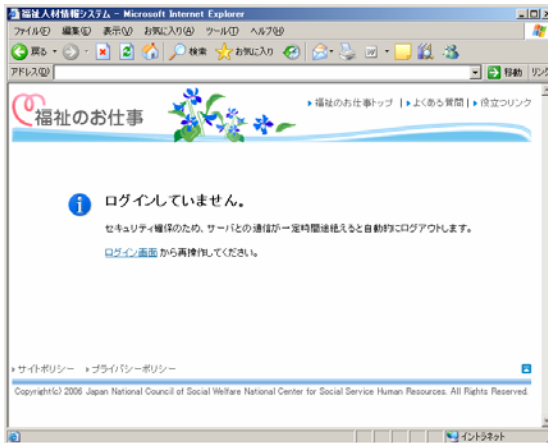 福祉人材情報システム - Microsoft Internet Explorer
ファイル(F) 編集(E) 表示(V) お気に入り(A) ツール(T) ヘルプ(H)
戻る 検索 お気に入り
アドレス(D) 移動 リンク
福祉のお仕事
福祉のお仕事トップ | よくある質問 | 役立つリンク
ログインしていません。
セキュリティ確保のため、サーバとの通信が一定時間途絶えると自動的にログアウトします。
ログイン画面 から再操作してください。
サイトポリシー プライバシーポリシー
Copyright(c) 2006 Japan National Council of Social Welfare National Center for Social Service Human Resources. All Rights Reserved.
イントラネット